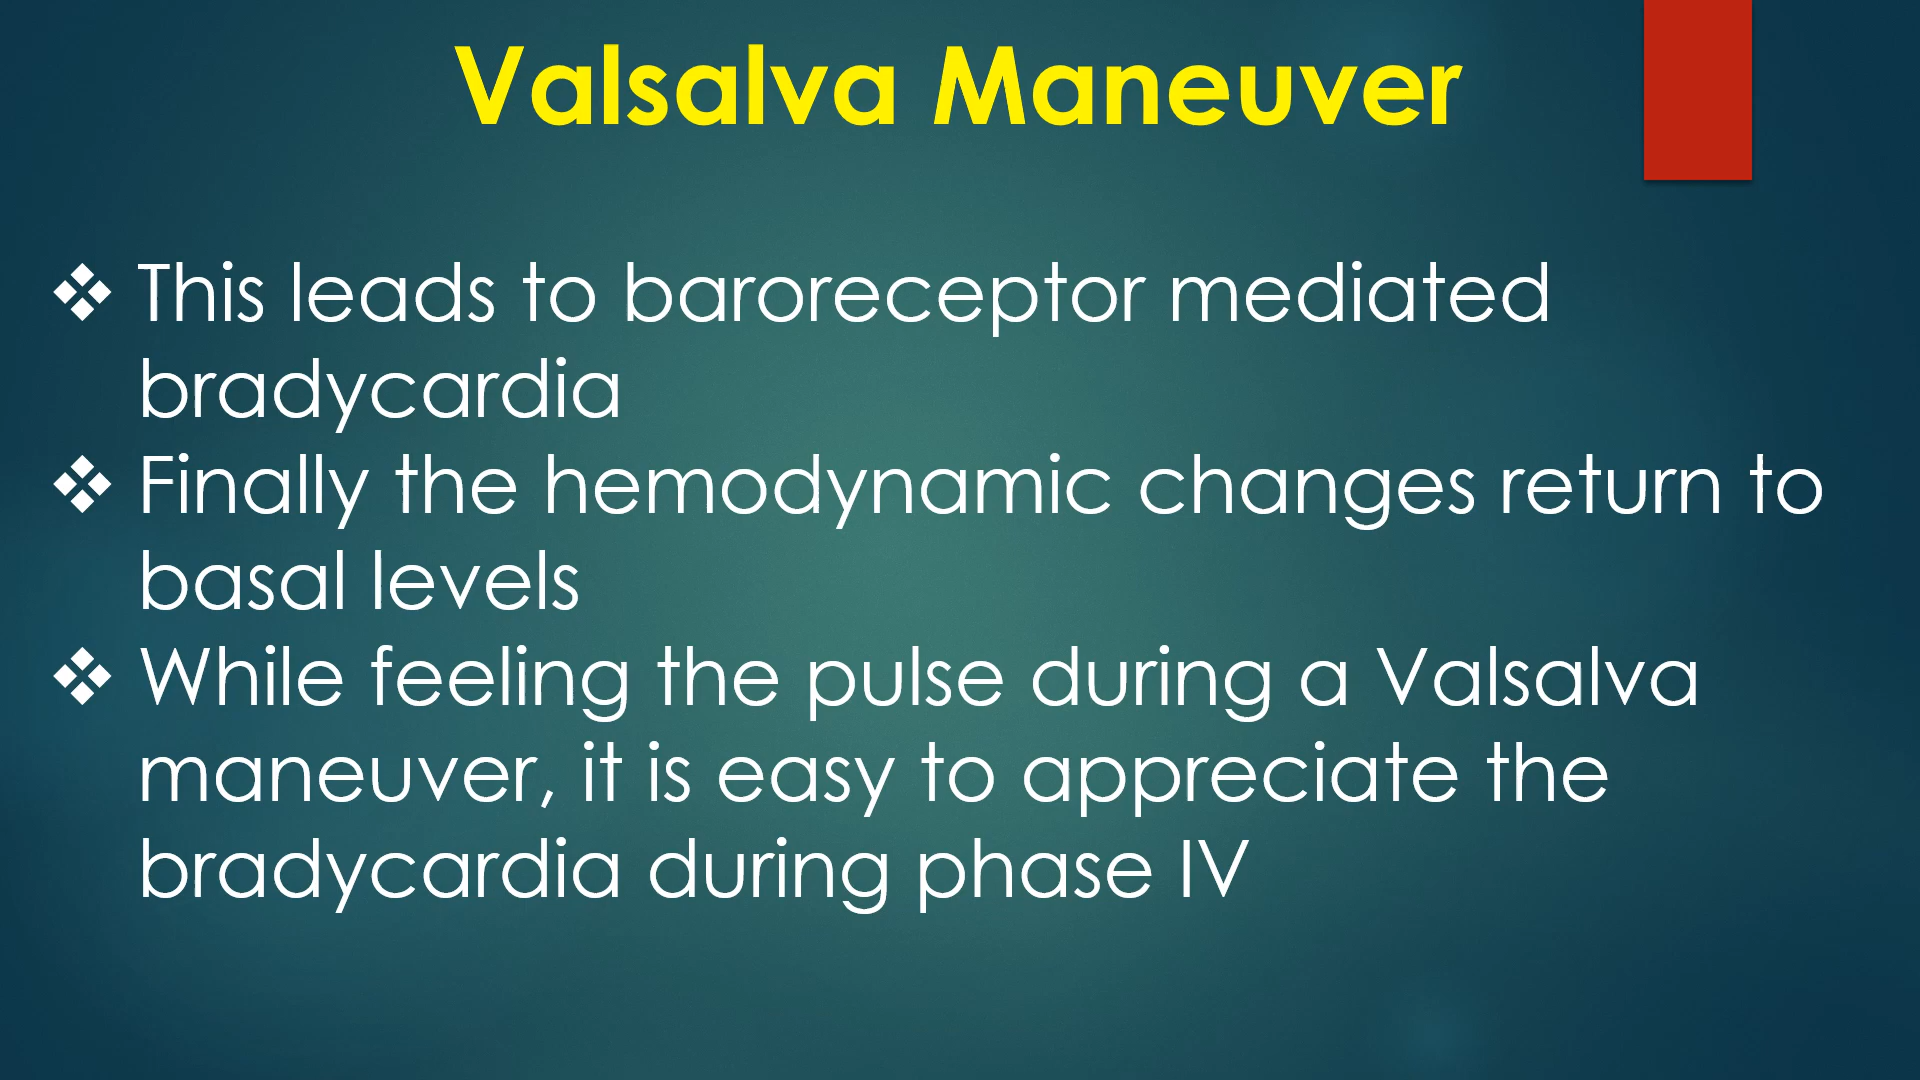 Valsalva Maneuver
❖ This leads to baroreceptor mediated
bradycardia
❖ Finally the hemodynamic changes return to
basal levels
❖ While feeling the pulse during a Valsalva
maneuver, it is easy to appreciate the
bradycardia during phase IV